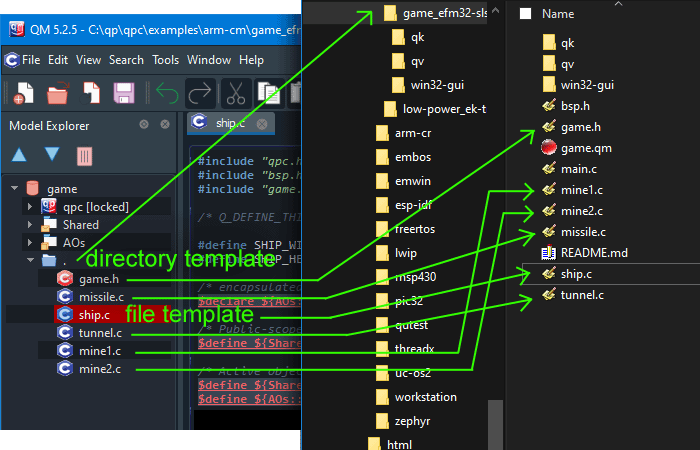 QM 5.2.5 - C:\qp\qpc\examples\arm-cm\game_efm
File Edit View Search Tools Window Help
Model Explorer
game
qpc [locked]
Shared
AOs
.
game.h
missile.c
ship.c
tunnel.c
mine1.c
mine2.c
directory template
file template
ship.c
#include "qpc.h
#include "bsp.h
#include "game.
/* Q_DEFINE_THI
#define SHIP_WI
SHIP_HE
/* encapsulated
$declare ${AOs:
/* Public-scope
$define ${Share
/* Active objec
$define ${Share
$define ${AOs::
game_efm32-sls
qk
qv
win32-gui
low-power_ek-t
arm-cr
embos
emwin
esp-idf
freertos
lwip
msp430
pic32
qutest
threadx
uc-os2
workstation
zephyr
html
Name
qk
qv
win32-gui
bsp.h
game.h
game.qm
main.c
mine1.c
mine2.c
missile.c
README.md
ship.c
tunnel.c